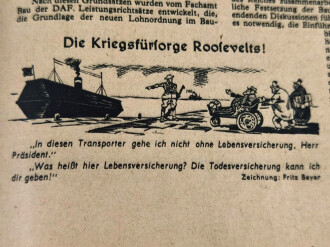 Nach diesen Grundsätzen wurden vom Fachamt
Bau der DAF. Leistungsrichtsätze entwickelt, die,
die Grundlage der neuen Lohnordnung im Bau-
liche Festsetzung der Bau
endenden Diskussionen
es notwendig, die Einfüh
Die Kriegsfürsorge Roosevelts!
„In diesen Transporter gehe ich nicht ohne Lebensversicherung, Herr
Präsident."
„Was heißt hier Lebensversicherung? Die Todesversicherung kann ich
dir geben!"
Zeichnung: Fritz Beyer